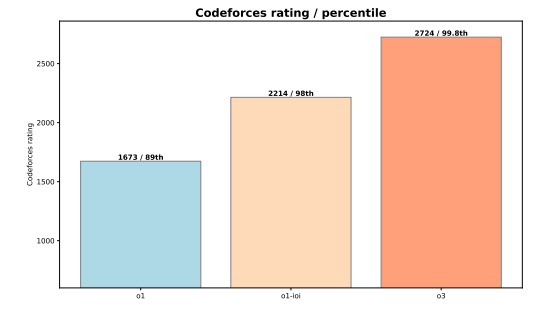 Codeforces rating / percentile
2724 / 99.8th
2500
2214 / 98th
2000
Codeforces rating
1673 / 89th
1500
1000
o1
o1-ioi
o3